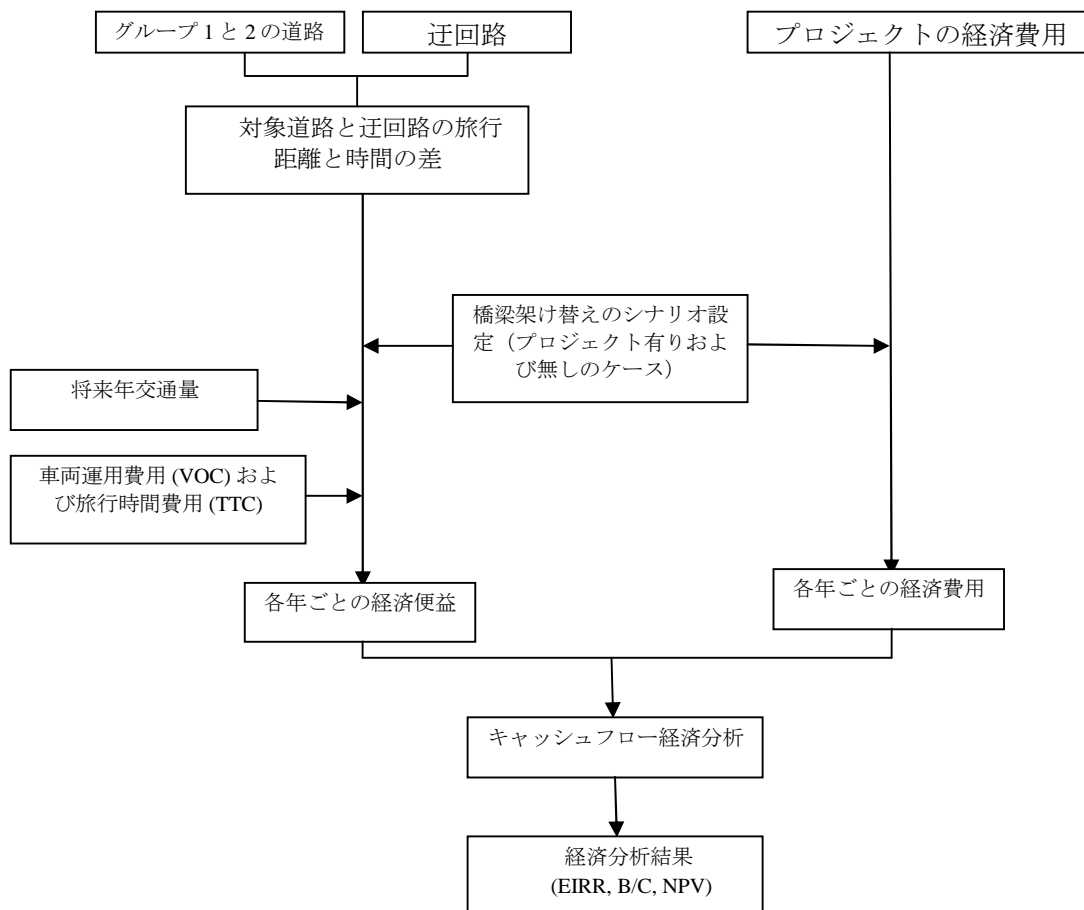 グループ 1 と 2 の道路
迂回路
プロジェクトの経済費用
対象道路と迂回路の旅行
距離と時間の差
橋梁架け替えのシナリオ設
定（プロジェクト有りおよ
び無しのケース）
将来年交通量
車両運用費用 (VOC) およ
び旅行時間費用 (TTC)
各年ごとの経済便益
各年ごとの経済費用
キャッシュフロー経済分析
経済分析結果
(EIRR, B/C, NPV)